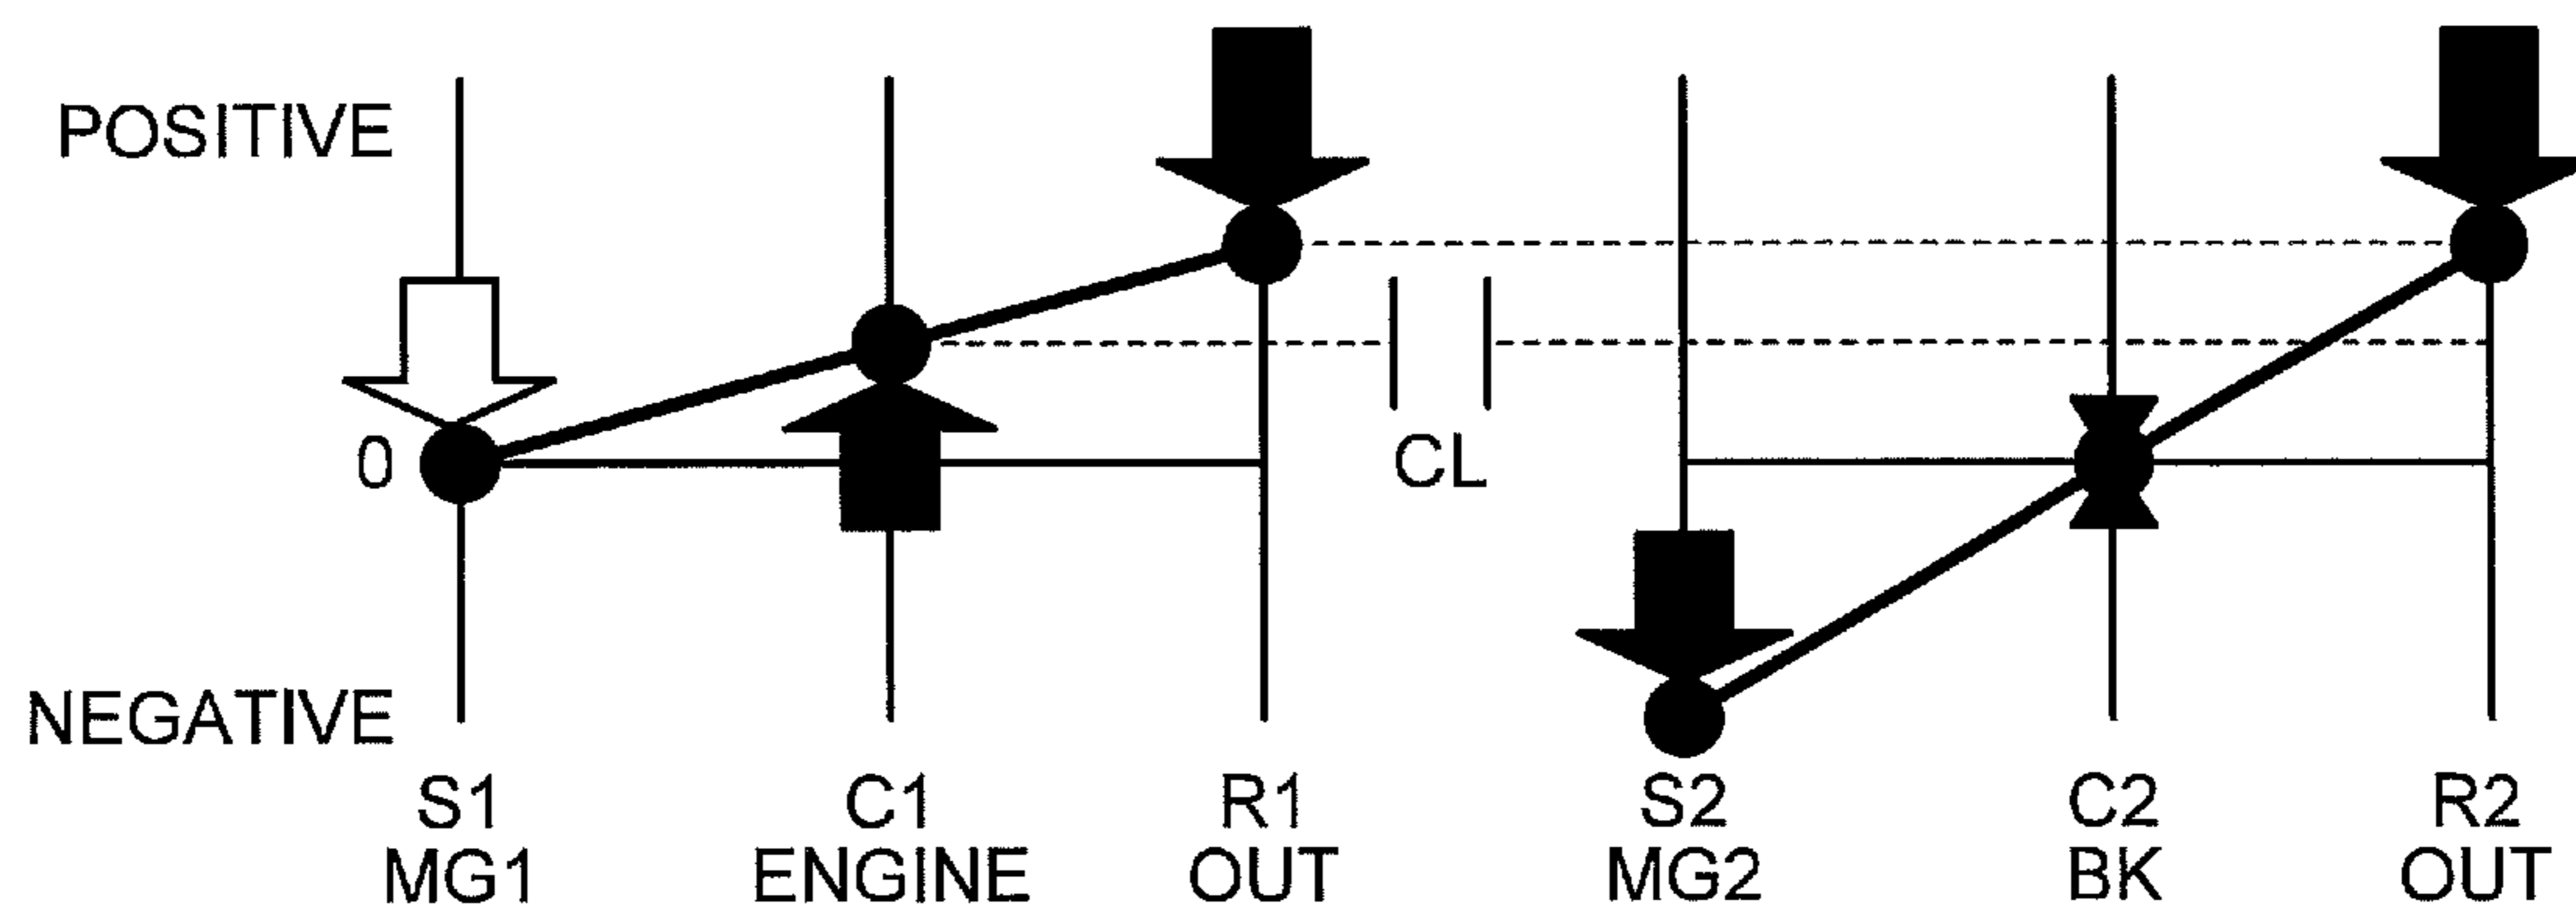 POSITIVE
0
CL
NEGATIVE
S1 C1 R1 S2 C2 R2
MG1 ENGINE OUT MG2 BK OUT